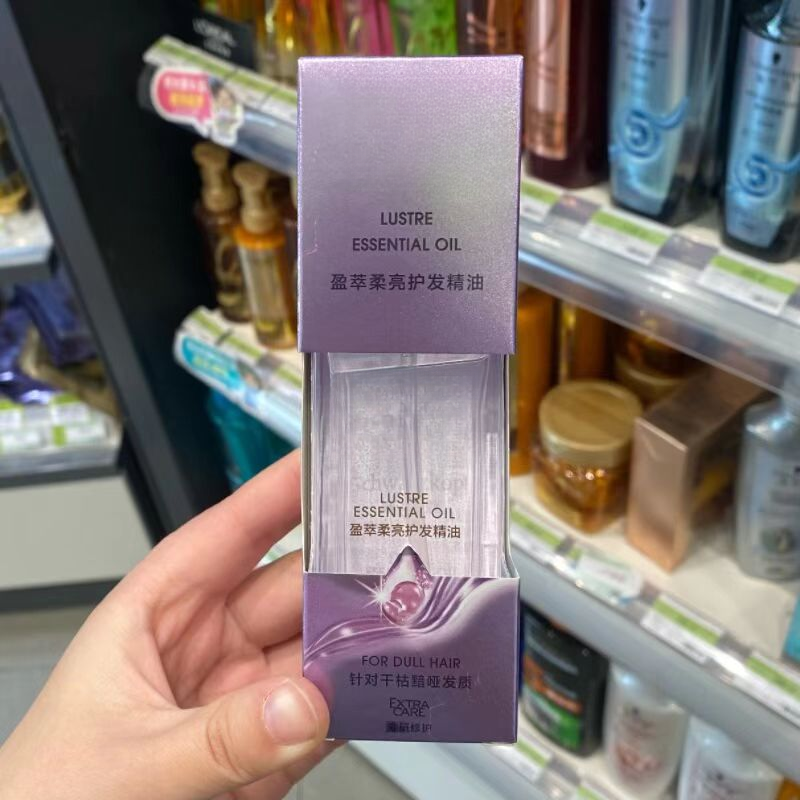 LUSTRE
ESSENTIAL OIL
盈萃柔亮护发精油
LUSTRE
ESSENTIAL OIL
盈萃柔亮护发精油
FOR DULL HAIR
针对干枯黯哑发质
EXTRA
CARE